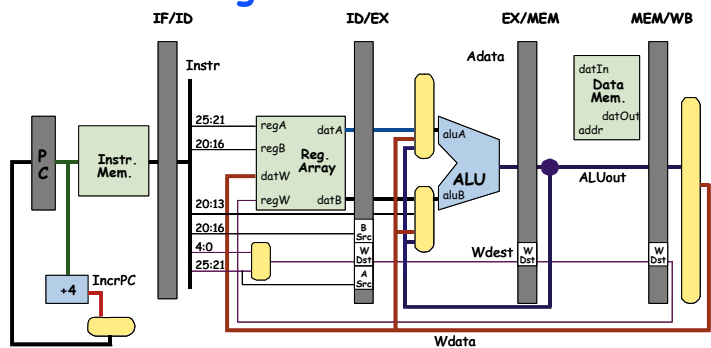 IF/ID
ID/EX
EX/MEM
MEM/WB
Instr
Adata
datIn
Data
Mem.
datOut
addr
25:21
regA
datA
aluA
20:16
regB
P
C
Instr.
Mem.
Reg.
Array
datW
ALU
ALUout
regW
datB
aluB
20:13
20:16
B
Src
4:0
W
Dst
Wdest
W
Dst
W
Dst
25:21
A
Src
IncrPC
+4
Wdata